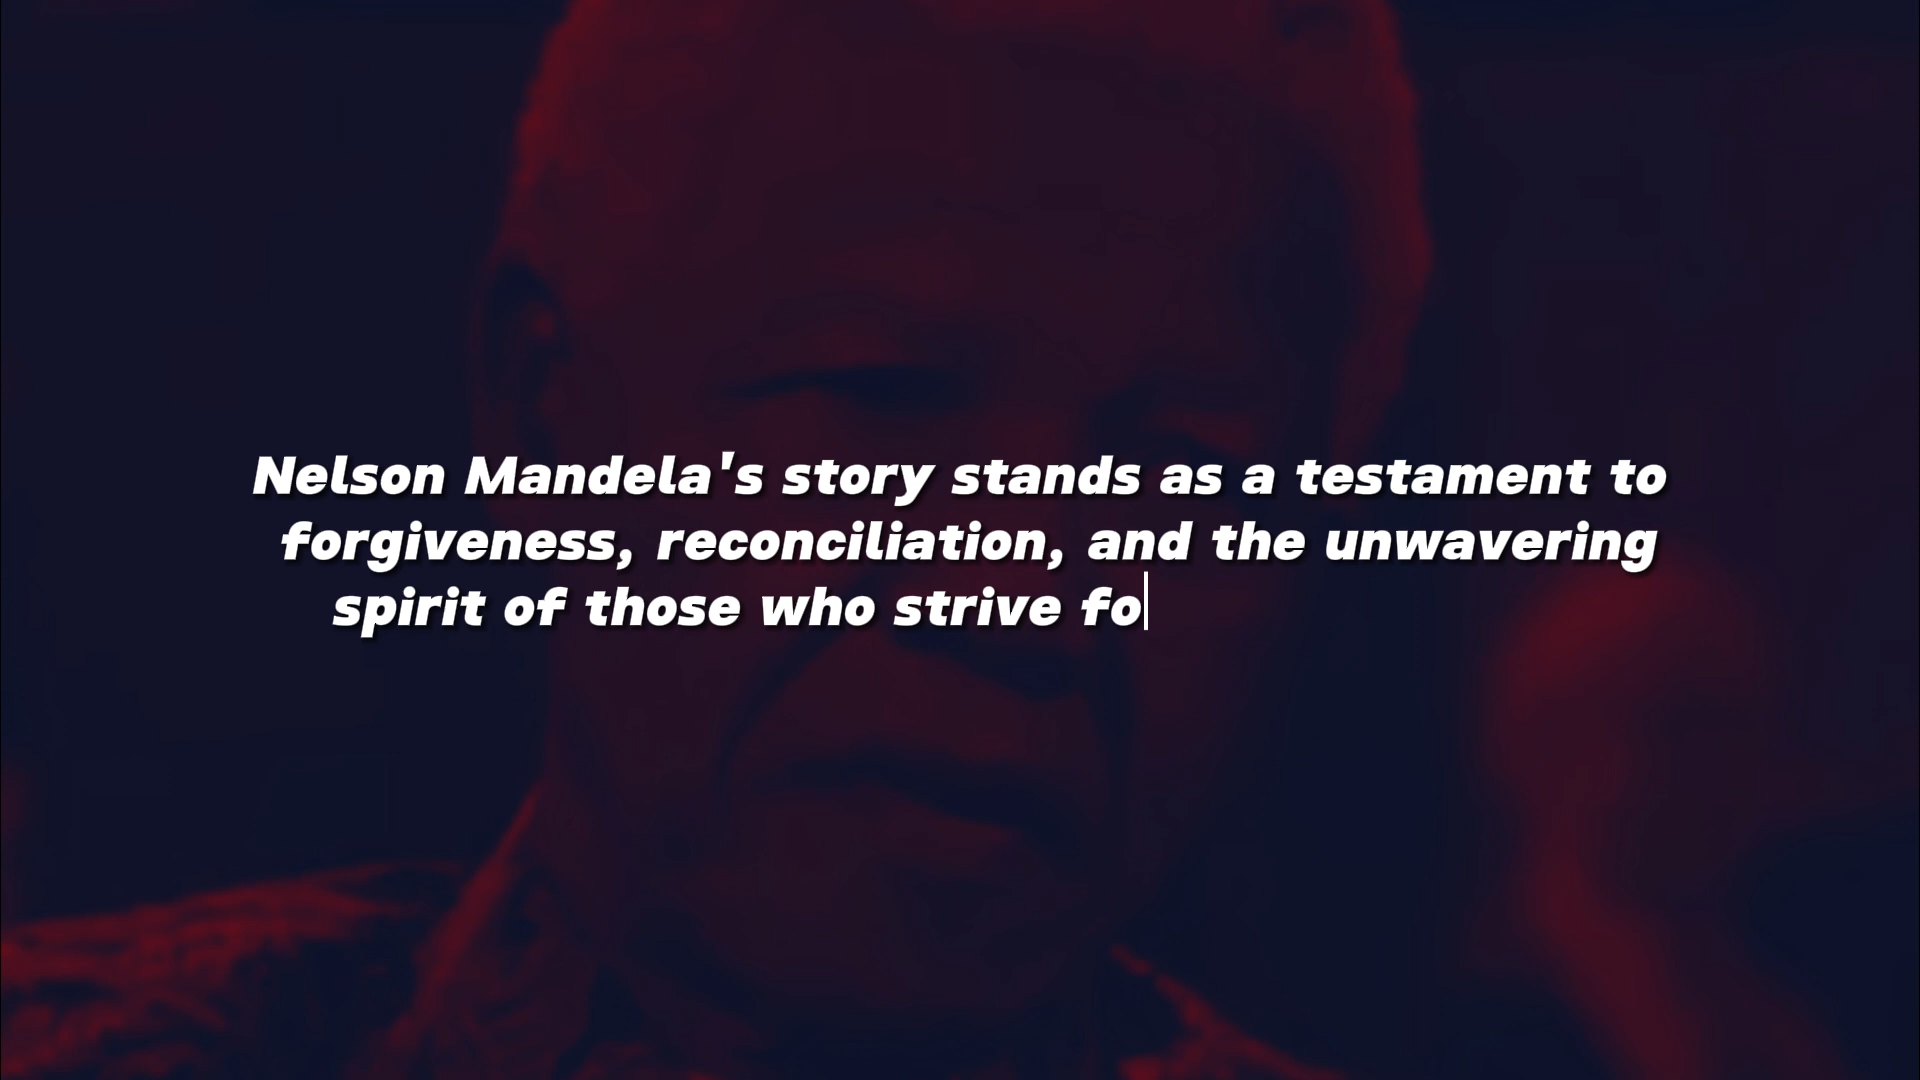 Nelson Mandela's story stands as a testament to
forgiveness, reconciliation, and the unwavering
spirit of those who strive fo